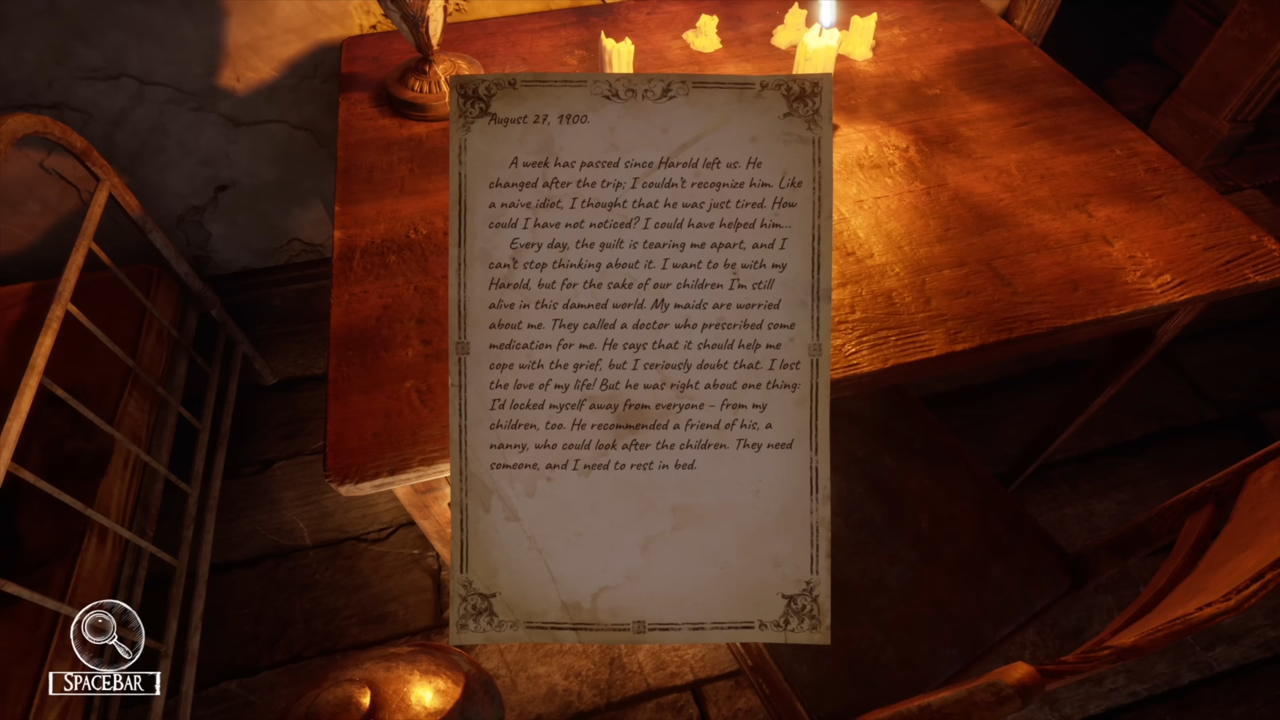 August 27, 1900.
A week has passed since Harold left us. He
changed after the trip; I couldn't recognize him. Like
a naive idiot, I thought that he was just tired. How
could I have not noticed? I could have helped him...
Every day, the guilt is tearing me apart, and I
can't stop thinking about it. I want to be with my
Harold, but for the sake of our children I'm still
alive in this damned world. My maids are worried
about me. They called a doctor who prescribed some
medication for me. He says that it should help me
cope with the grief, but I seriously doubt that. I lost
the love of my life! But he was right about one thing:
I'd locked myself away from everyone – from my
children, too. He recommended a friend of his, a
nanny, who could look after the children. They need
someone, and I need to rest in bed.
SPACEBAR